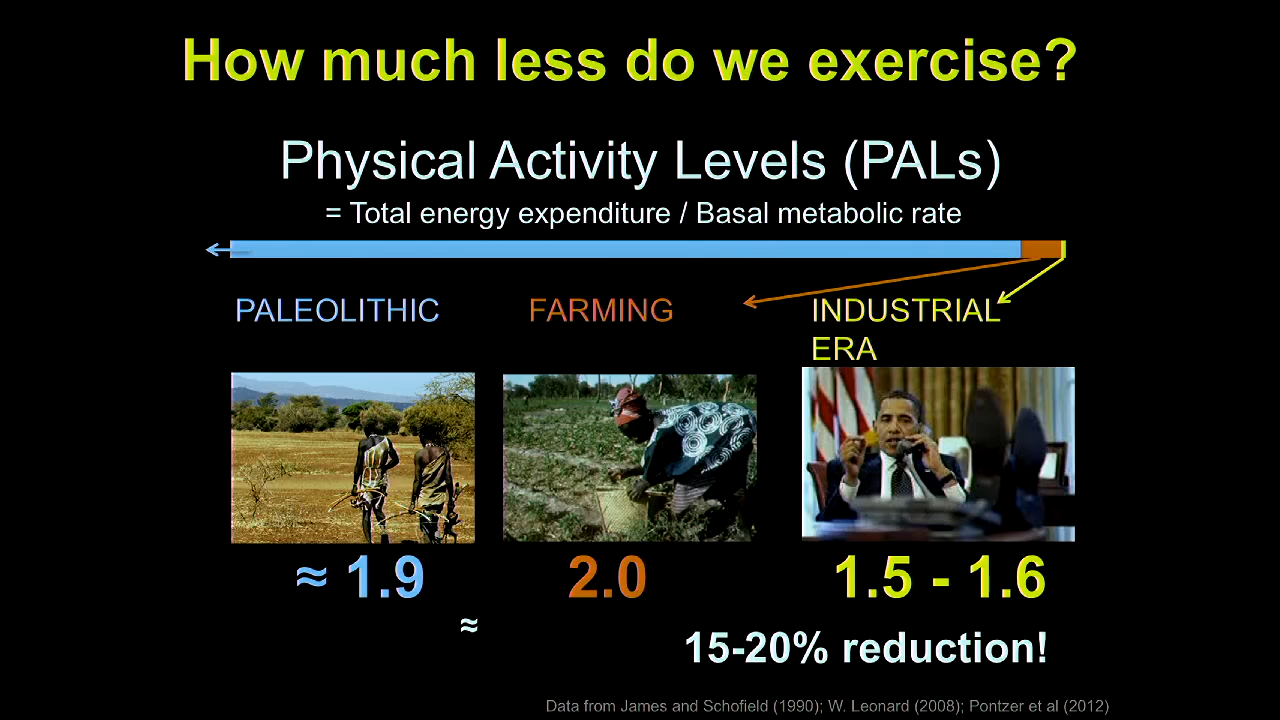 How much less do we exercise?
Physical Activity Levels (PALs)
= Total energy expenditure / Basal metabolic rate
PALEOLITHIC
FARMING
INDUSTRIAL
ERA
≈ 1.9
2.0
1.5 - 1.6
≈
15-20% reduction!
Data from James and Schofield (1990); W. Leonard (2008); Pontzer et al (2012)